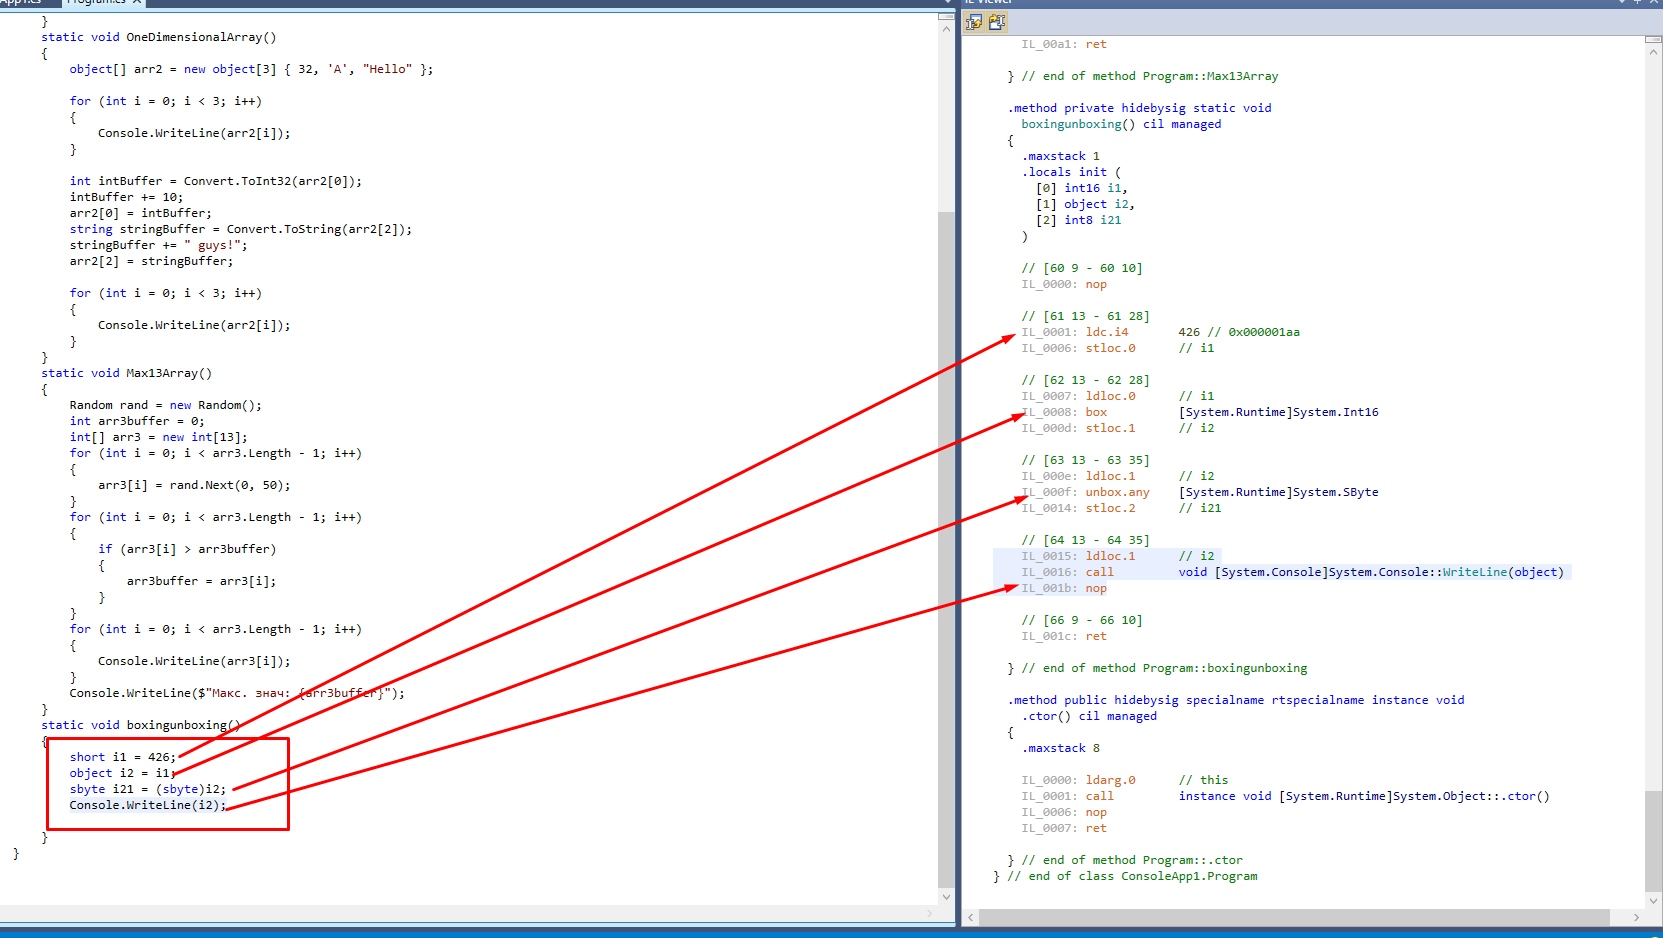 App1.cs
Program.cs
}
static void OneDimensionalArray()
{
object[] arr2 = new object[3] { 32, 'A', "Hello" };
for (int i = 0; i < 3; i++)
{
Console.WriteLine(arr2[i]);
}
int intBuffer = Convert.ToInt32(arr2[0]);
intBuffer += 10;
arr2[0] = intBuffer;
string stringBuffer = Convert.ToString(arr2[2]);
stringBuffer += " guys!";
arr2[2] = stringBuffer;
for (int i = 0; i < 3; i++)
{
Console.WriteLine(arr2[i]);
}
}
static void Max13Array()
{
Random rand = new Random();
int arr3buffer = 0;
int[] arr3 = new int[13];
for (int i = 0; i < arr3.Length - 1; i++)
{
arr3[i] = rand.Next(0, 50);
}
for (int i = 0; i < arr3.Length - 1; i++)
{
if (arr3[i] > arr3buffer)
{
arr3buffer = arr3[i];
}
}
for (int i = 0; i < arr3.Length - 1; i++)
{
Console.WriteLine(arr3[i]);
}
Console.WriteLine($"Макс. знач: {arr3buffer}");
}
static void boxingunboxing()
{
short i1 = 426;
object i2 = i1;
sbyte i21 = (sbyte)i2;
Console.WriteLine(i2);
}
}
IL Viewer
IL_00a1: ret
} // end of method Program::Max13Array
.method private hidebysig static void
boxingunboxing() cil managed
{
.maxstack 1
.locals init (
[0] int16 i1,
[1] object i2,
[2] int8 i21
)
// [60 9 - 60 10]
IL_0000: nop
// [61 13 - 61 28]
IL_0001: ldc.i4 426 // 0x000001aa
IL_0006: stloc.0 // i1
// [62 13 - 62 28]
IL_0007: ldloc.0 // i1
IL_0008: box [System.Runtime]System.Int16
IL_000d: stloc.1 // i2
// [63 13 - 63 35]
IL_000e: ldloc.1 // i2
IL_000f: unbox.any [System.Runtime]System.SByte
IL_0014: stloc.2 // i21
// [64 13 - 64 35]
IL_0015: ldloc.1 // i2
IL_0016: call void [System.Console]System.Console::WriteLine(object)
IL_001b: nop
// [66 9 - 66 10]
IL_001c: ret
} // end of method Program::boxingunboxing
.method public hidebysig specialname rtspecialname instance void
.ctor() cil managed
{
.maxstack 8
IL_0000: ldarg.0 // this
IL_0001: call instance void [System.Runtime]System.Object::.ctor()
IL_0006: nop
IL_0007: ret
} // end of method Program::.ctor
} // end of class ConsoleApp1.Program